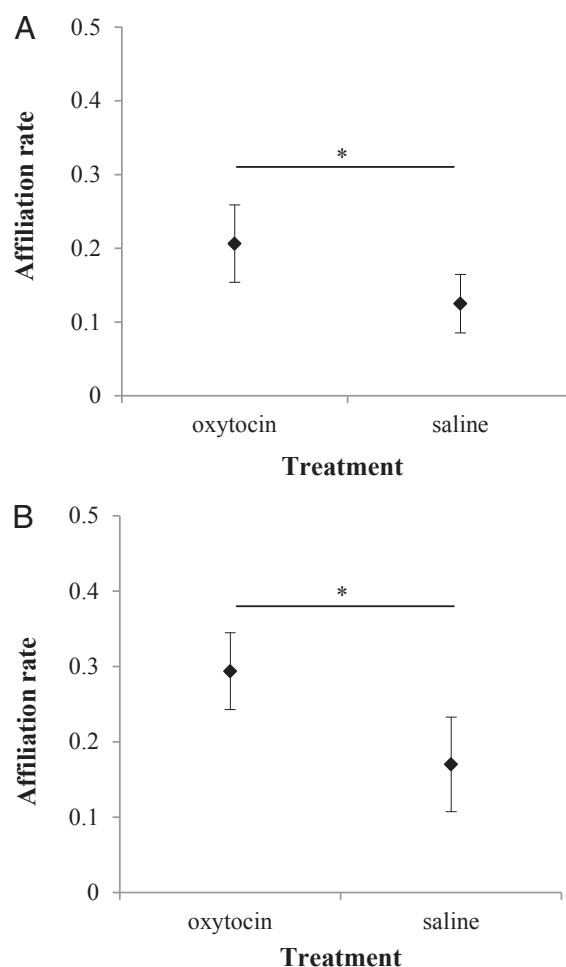 A
0.5
0.4
0.3
0.2
0.1
0
Affiliation rate
*
oxytocin saline
Treatment
B
0.5
0.4
0.3
0.2
0.1
0
Affiliation rate
*
oxytocin saline
Treatment